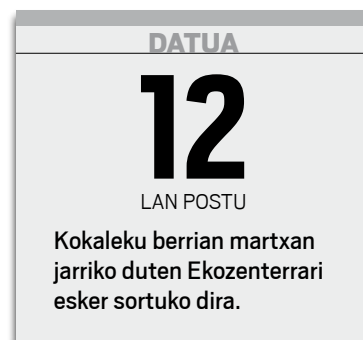 DATUA
12
LAN POSTU
Kokaleku berrian martxan
jarriko duten Ekozenterrari
esker sortuko dira.